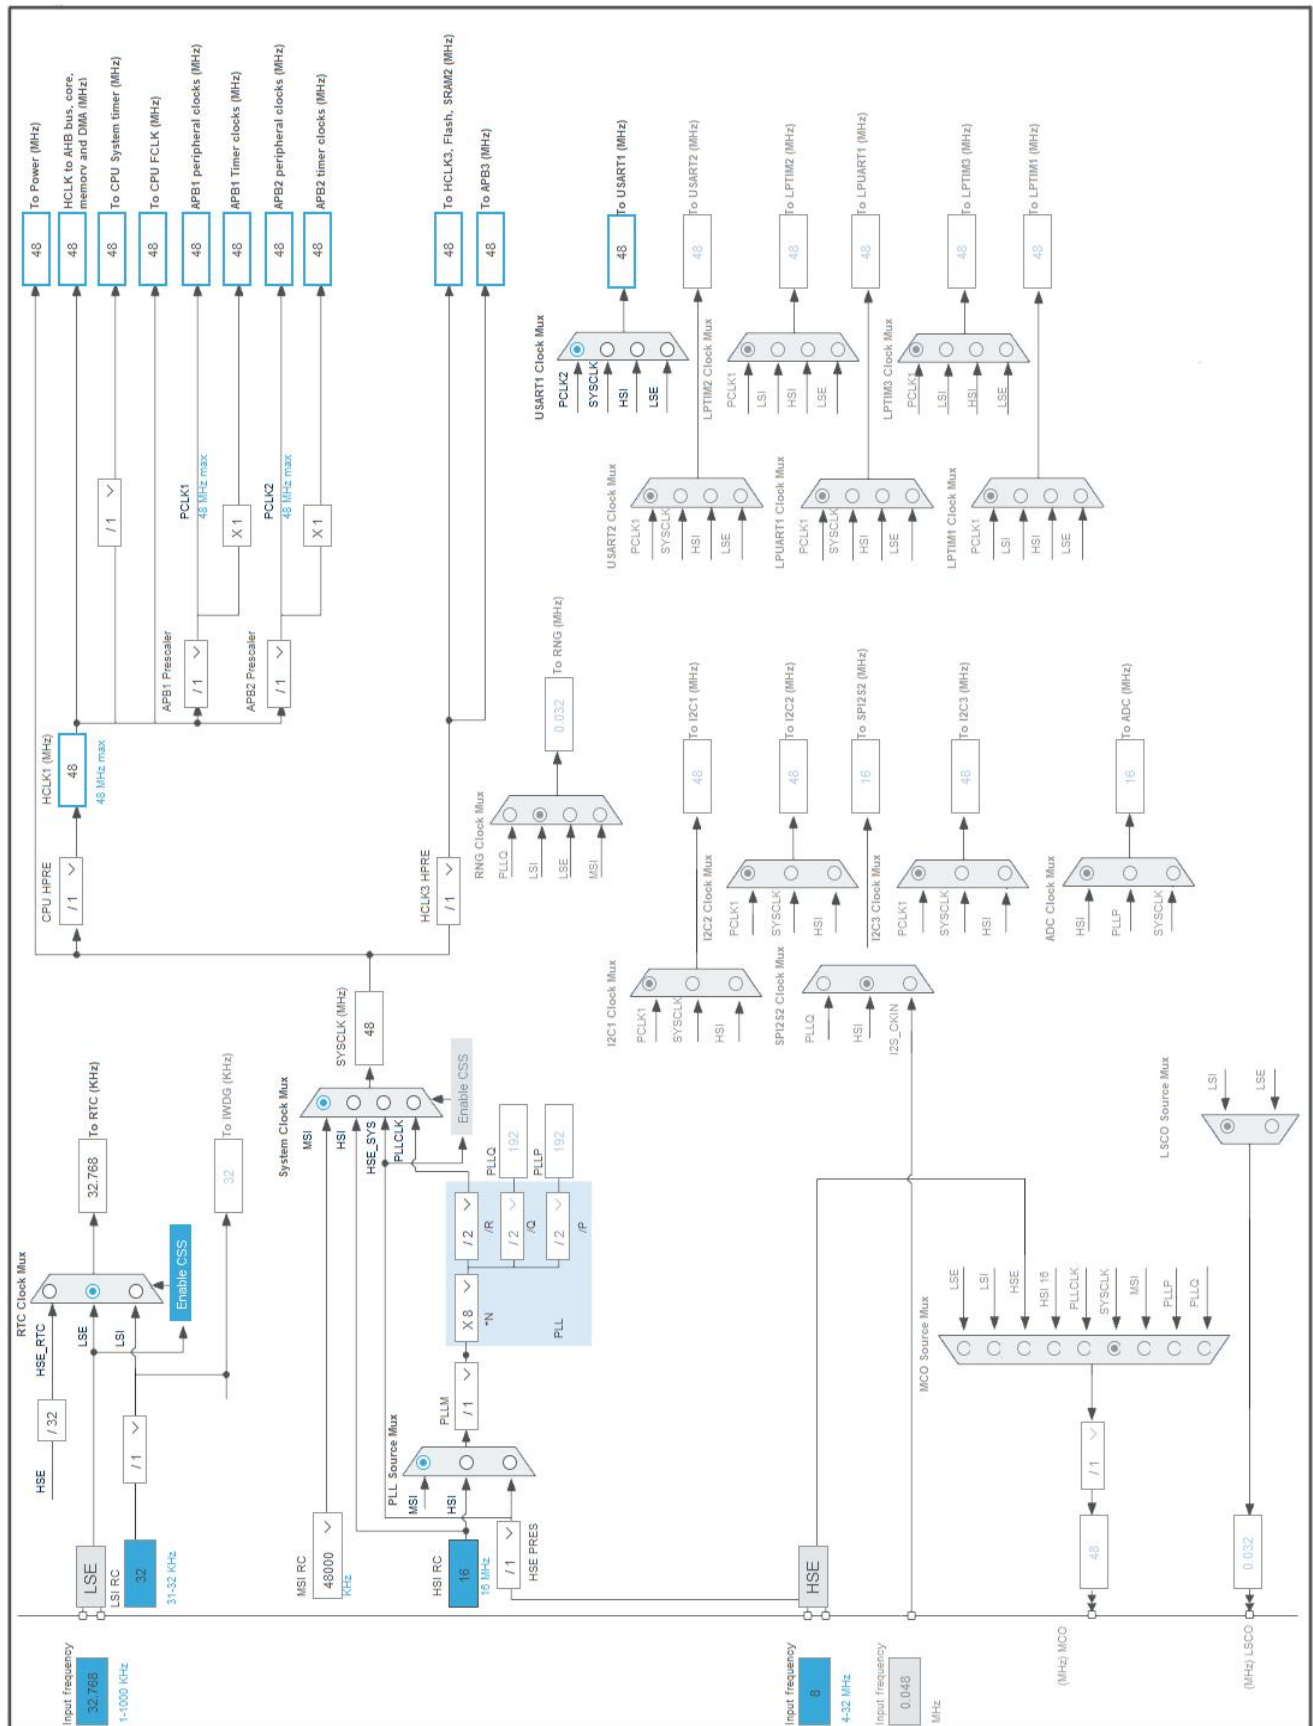 Input frequency
32.768
1-1000 KHz
LSE
LSI RC
32
31-32 KHz
HSE
/ 32
HSE_RTC
/ 1
LSE
LSI
RTC Clock Mux
Enable CSS
32.768
To RTC (KHz)
32
To IWDG (KHz)
MSI RC
48000
KHz
HSI RC
16
16 MHz
/ 1
HSE PRES
PLL Source Mux
MSI
HSI
PLLM
/ 1
X 8
*N
PLL
/ 2
/R
/ 2
/Q
/ 2
/P
PLLQ
192
PLLP
192
System Clock Mux
MSI
HSI
HSE_SYS
PLLCLK
Enable CSS
SYSCLK (MHz)
48
CPU HPRE
/ 1
HCLK1 (MHz)
48
48 MHz max
HCLK3 HPRE
/ 1
APB1 Prescaler
/ 1
APB2 Prescaler
/ 1
/ 1
PCLK1
48 MHz max
X 1
PCLK2
48 MHz max
X 1
48
To Power (MHz)
48
HCLK to AHB bus, core,
memory and DMA (MHz)
48
To CPU System timer (MHz)
48
To CPU FCLK (MHz)
48
APB1 peripheral clocks (MHz)
48
APB1 Timer clocks (MHz)
48
APB2 peripheral clocks (MHz)
48
APB2 timer clocks (MHz)
48
To HCLK3, Flash, SRAM2 (MHz)
48
To APB3 (MHz)
RNG Clock Mux
PLLQ
LSI
LSE
MSI
0.032
To RNG (MHz)
USART1 Clock Mux
PCLK2
SYSCLK
HSI
LSE
48
To USART1 (MHz)
USART2 Clock Mux
PCLK1
SYSCLK
HSI
LSE
48
To USART2 (MHz)
LPTIM2 Clock Mux
PCLK1
LSI
HSI
LSE
48
To LPTIM2 (MHz)
LPUART1 Clock Mux
PCLK1
SYSCLK
HSI
LSE
48
To LPUART1 (MHz)
LPTIM3 Clock Mux
PCLK1
LSI
HSI
LSE
48
To LPTIM3 (MHz)
LPTIM1 Clock Mux
PCLK1
LSI
HSI
LSE
48
To LPTIM1 (MHz)
I2C1 Clock Mux
PCLK1
SYSCLK
HSI
48
To I2C1 (MHz)
I2C2 Clock Mux
PCLK1
SYSCLK
HSI
48
To I2C2 (MHz)
SPI2S2 Clock Mux
PLLQ
HSI
I2S_CKIN
16
To SPI2S2 (MHz)
I2C3 Clock Mux
PCLK1
SYSCLK
HSI
48
To I2C3 (MHz)
ADC Clock Mux
HSI
PLLP
SYSCLK
16
To ADC (MHz)
Input frequency
8
4-32 MHz
HSE
Input frequency
0.048
MHz
MCO Source Mux
LSE
LSI
HSE
HSI 16
PLLCLK
SYSCLK
MSI
PLLP
PLLQ
/ 1
48
(MHz) MCO
LSCO Source Mux
LSI
LSE
0.032
(MHz) LSCO